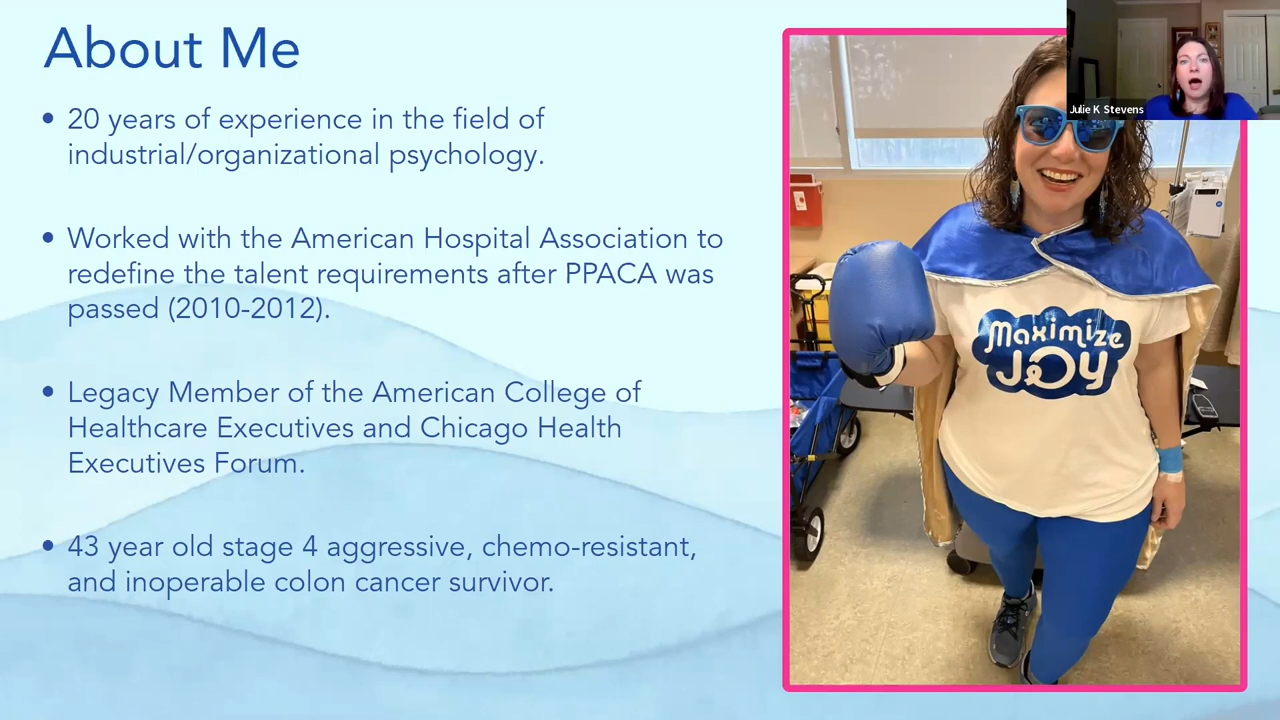 About Me
• 20 years of experience in the field of
industrial/organizational psychology.
• Worked with the American Hospital Association to
redefine the talent requirements after PPACA was
passed (2010-2012).
• Legacy Member of the American College of
Healthcare Executives and Chicago Health
Executives Forum.
• 43 year old stage 4 aggressive, chemo-resistant,
and inoperable colon cancer survivor.
Julie K Stevens
Maximize
JOY